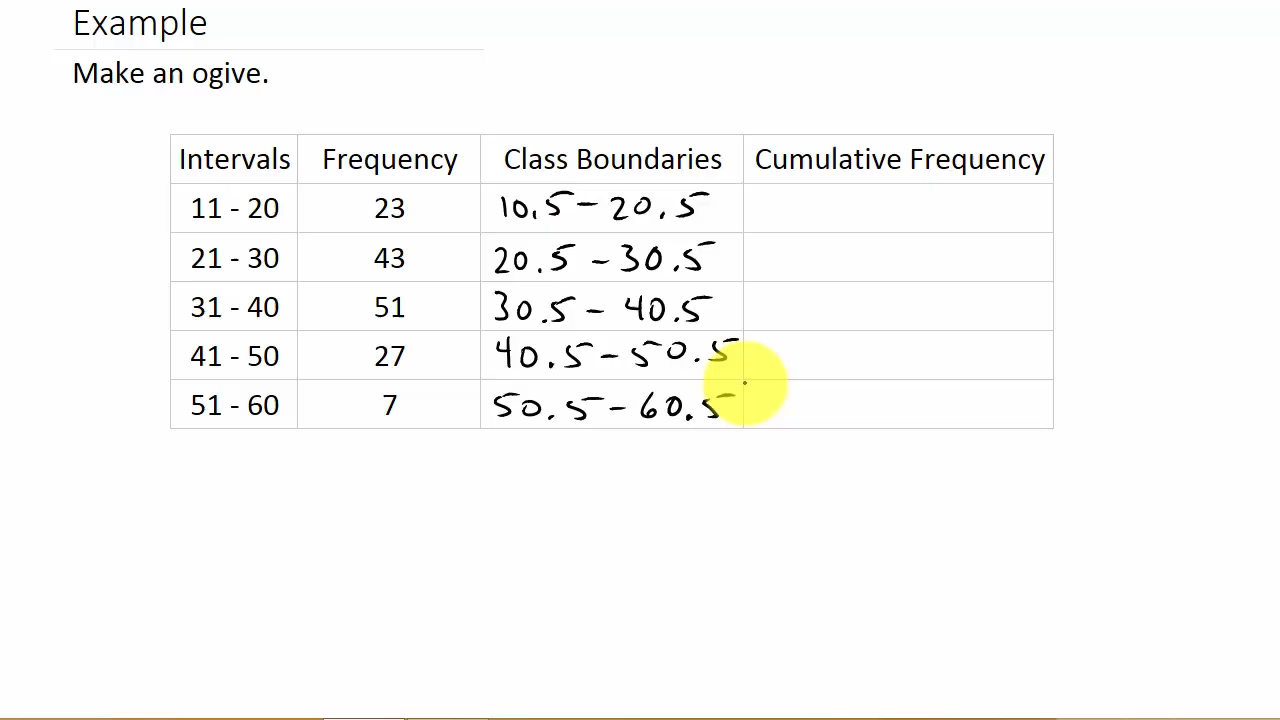 Example
Make an ogive.
Intervals Frequency Class Boundaries Cumulative Frequency
11 - 20 23 10.5 - 20.5
21 - 30 43 20.5 - 30.5
31 - 40 51 30.5 - 40.5
41 - 50 27 40.5 - 50.5
51 - 60 7 50.5 - 60.5